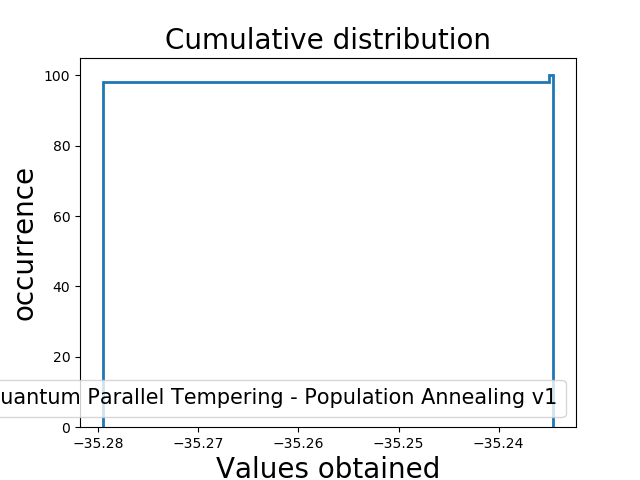 Cumulative distribution
occurrence
100
80
60
40
20
0
uantum Parallel Tempering - Population Annealing v1
−35.28 −35.27 −35.26 −35.25 −35.24
Values obtained